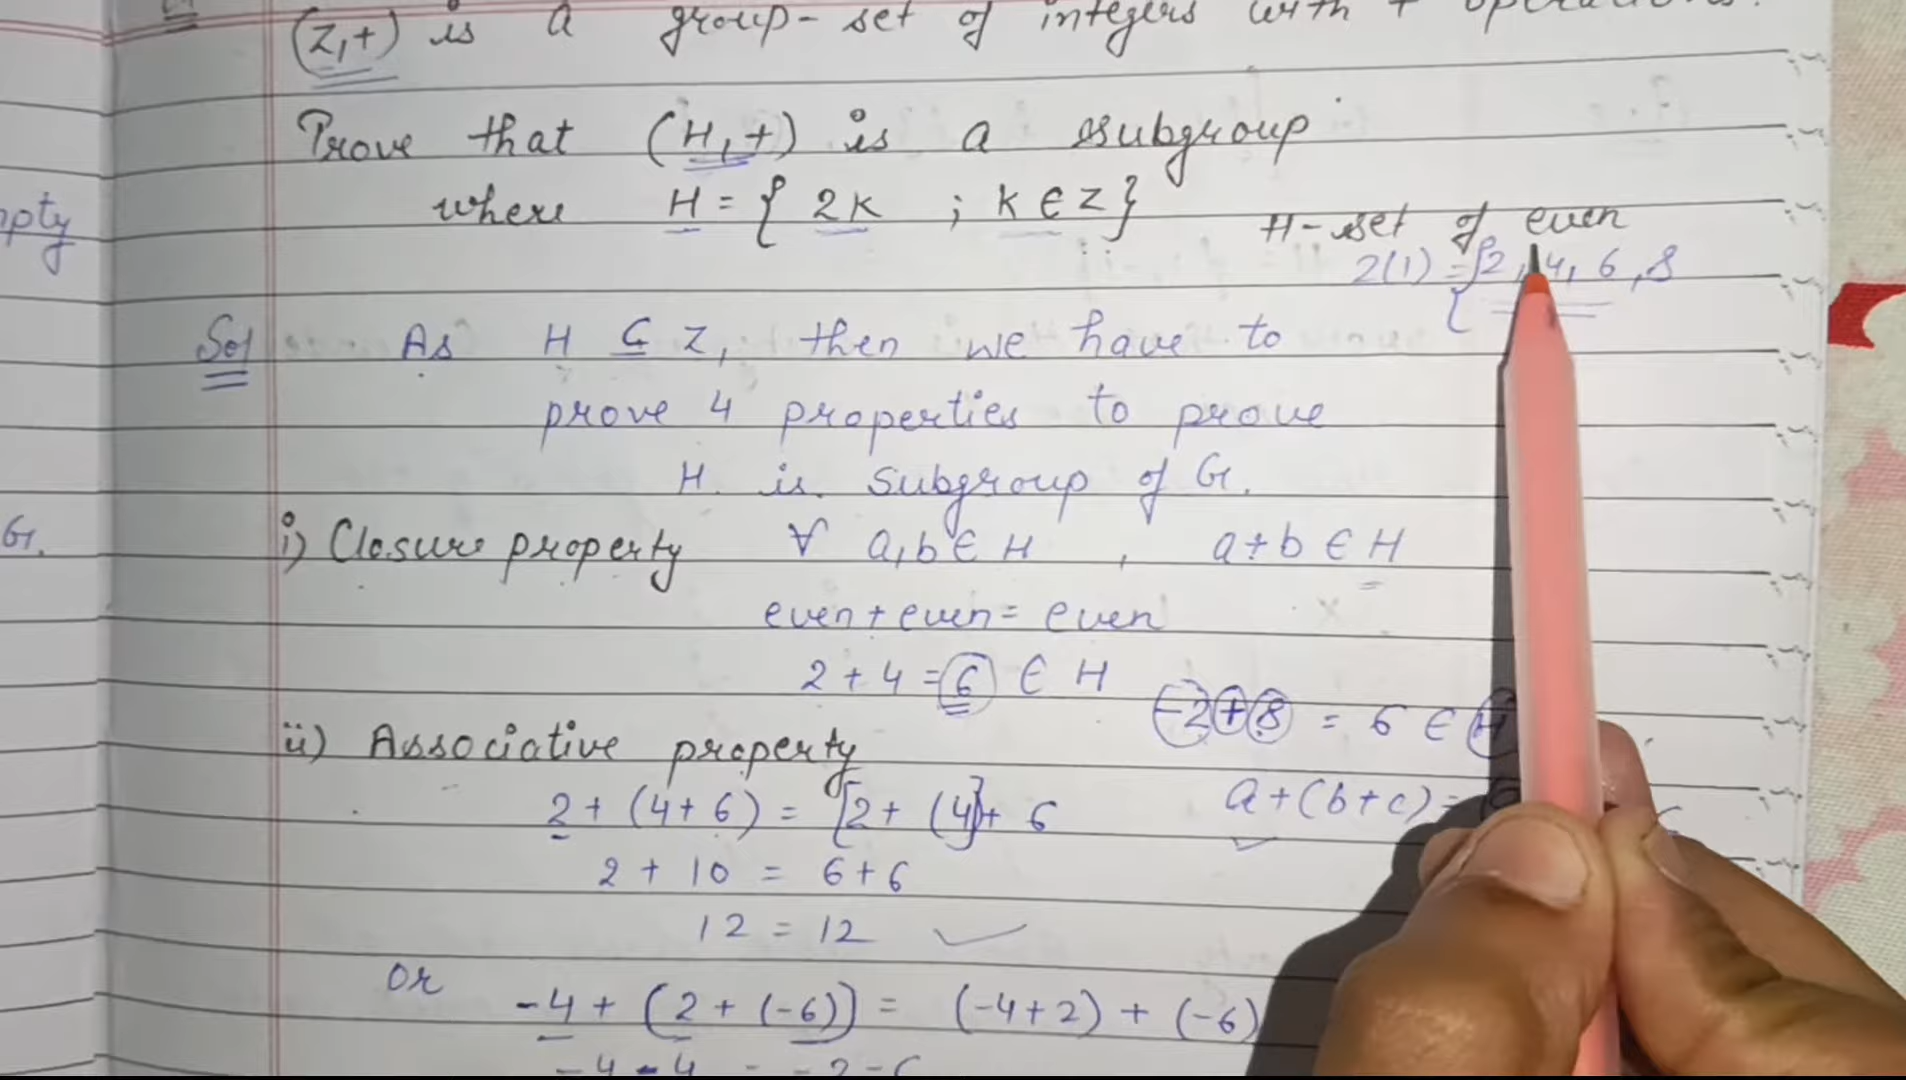 (Z,+) is a group- set of integers with + operations.
Prove that (H,+) is a subgroup
where H = { 2K ; K ∈ Z }
H - set of even
2(1) = {2, 4, 6, 8
Sol As H ⊆ Z, then we have to
prove 4 properties to prove
H. is. Subgroup of G.
G.
i) Closure property ∀ a,b ∈ H , a+b ∈ H
even + even = even
2 + 4 = 6 ∈ H
-2+8 = 6 ∈ H
ii) Associative property
2 + (4+6) = [2+(4]+ 6
a+(b+c)=
2 + 10 = 6+6
12 = 12
or -4 + (2 + (-6)) = (-4+2) + (-6)